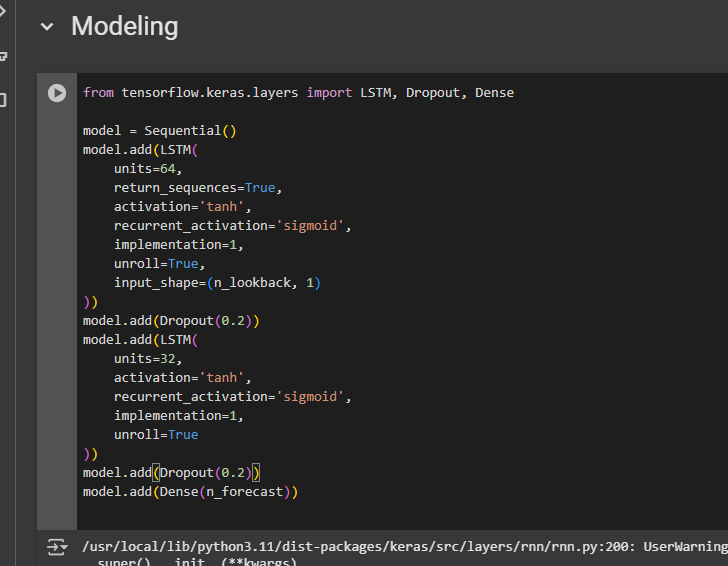 Modeling
from tensorflow.keras.layers import LSTM, Dropout, Dense
model = Sequential()
model.add(LSTM(
    units=64,
    return_sequences=True,
    activation='tanh',
    recurrent_activation='sigmoid',
    implementation=1,
    unroll=True,
    input_shape=(n_lookback, 1)
))
model.add(Dropout(0.2))
model.add(LSTM(
    units=32,
    activation='tanh',
    recurrent_activation='sigmoid',
    implementation=1,
    unroll=True
))
model.add(Dropout(0.2))
model.add(Dense(n_forecast))
/usr/local/lib/python3.11/dist-packages/keras/src/layers/rnn/rnn.py:200: UserWarning
super().__init__(**kwargs)